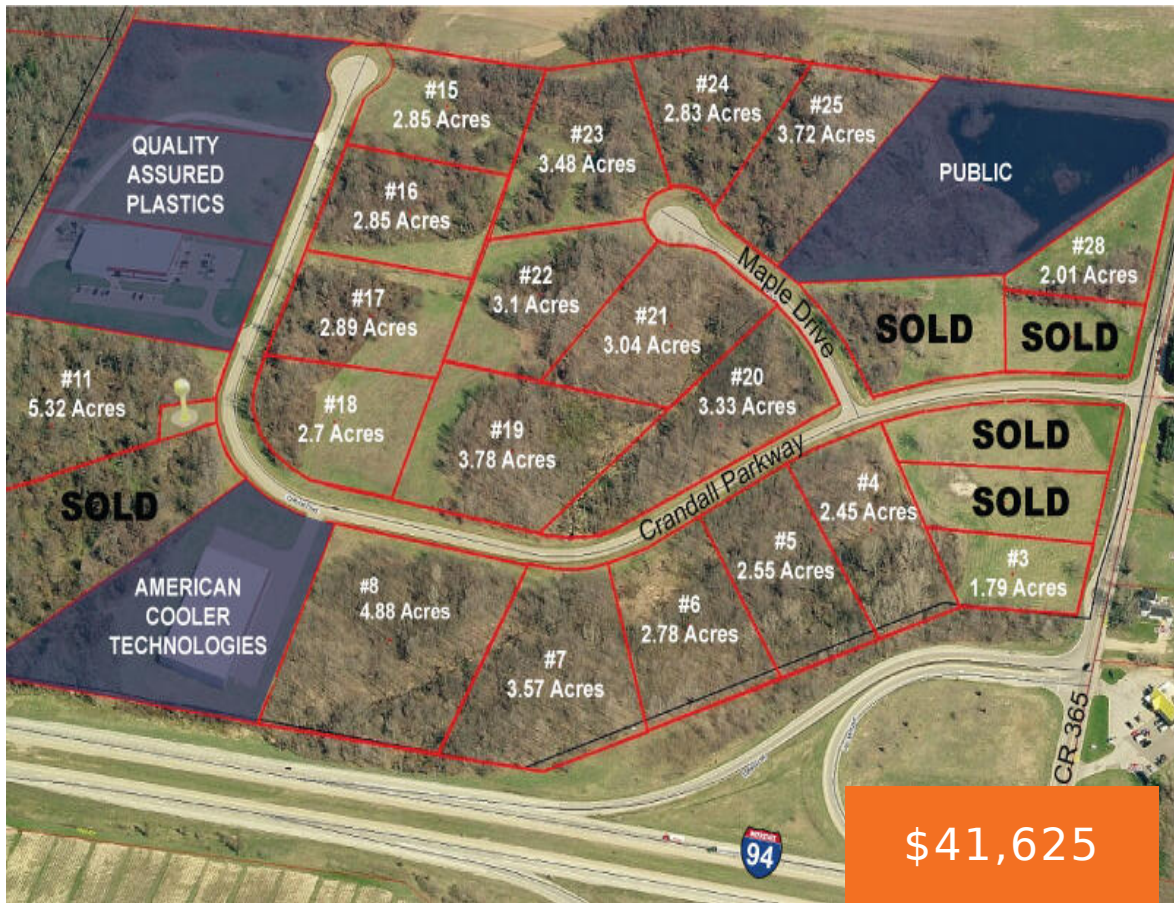 #15
2.85 Acres
#24
2.83 Acres
#25
3.72 Acres
#23
3.48 Acres
QUALITY
ASSURED
PLASTICS
PUBLIC
#16
2.85 Acres
#28
2.01 Acres
#22
3.1 Acres
Maple Drive
#17
2.89 Acres
#21
3.04 Acres
SOLD
SOLD
#11
5.32 Acres
#20
3.33 Acres
#18
2.7 Acres
#19
3.78 Acres
SOLD
SOLD
Crandall Parkway
#4
2.45 Acres
SOLD
#5
2.55 Acres
#3
1.79 Acres
AMERICAN
COOLER
TECHNOLOGIES
#8
4.88 Acres
#6
2.78 Acres
#7
3.57 Acres
CR 365
INTERSTATE
94
$41,625